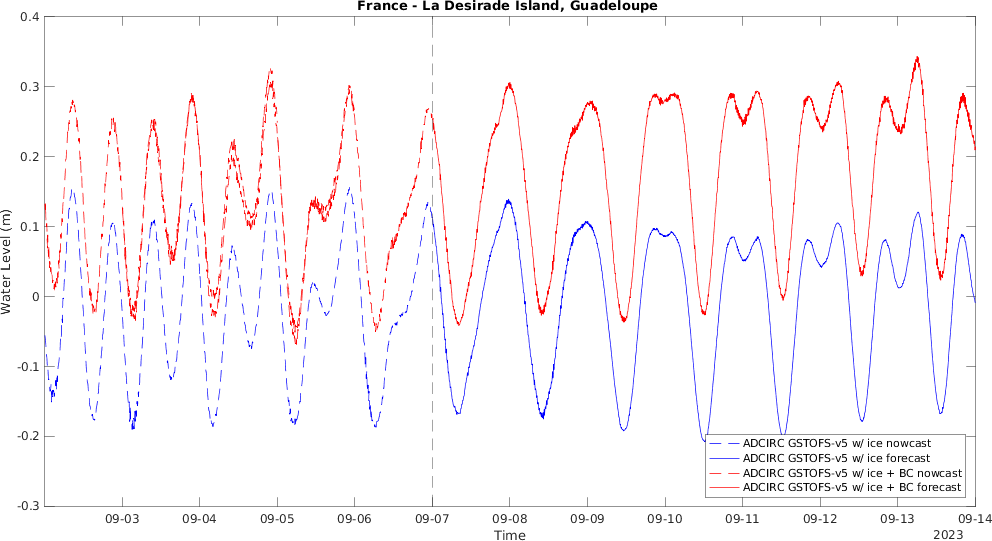 France - La Desirade Island, Guadeloupe
0.4
0.3
0.2
0.1
0
-0.1
-0.2
-0.3
Water Level (m)
09-03 09-04 09-05 09-06 09-07 09-08 09-09 09-10 09-11 09-12 09-13 09-14
Time
2023
ADCIRC GSTOFS-v5 w/ ice nowcast
ADCIRC GSTOFS-v5 w/ ice forecast
ADCIRC GSTOFS-v5 w/ ice + BC nowcast
ADCIRC GSTOFS-v5 w/ ice + BC forecast